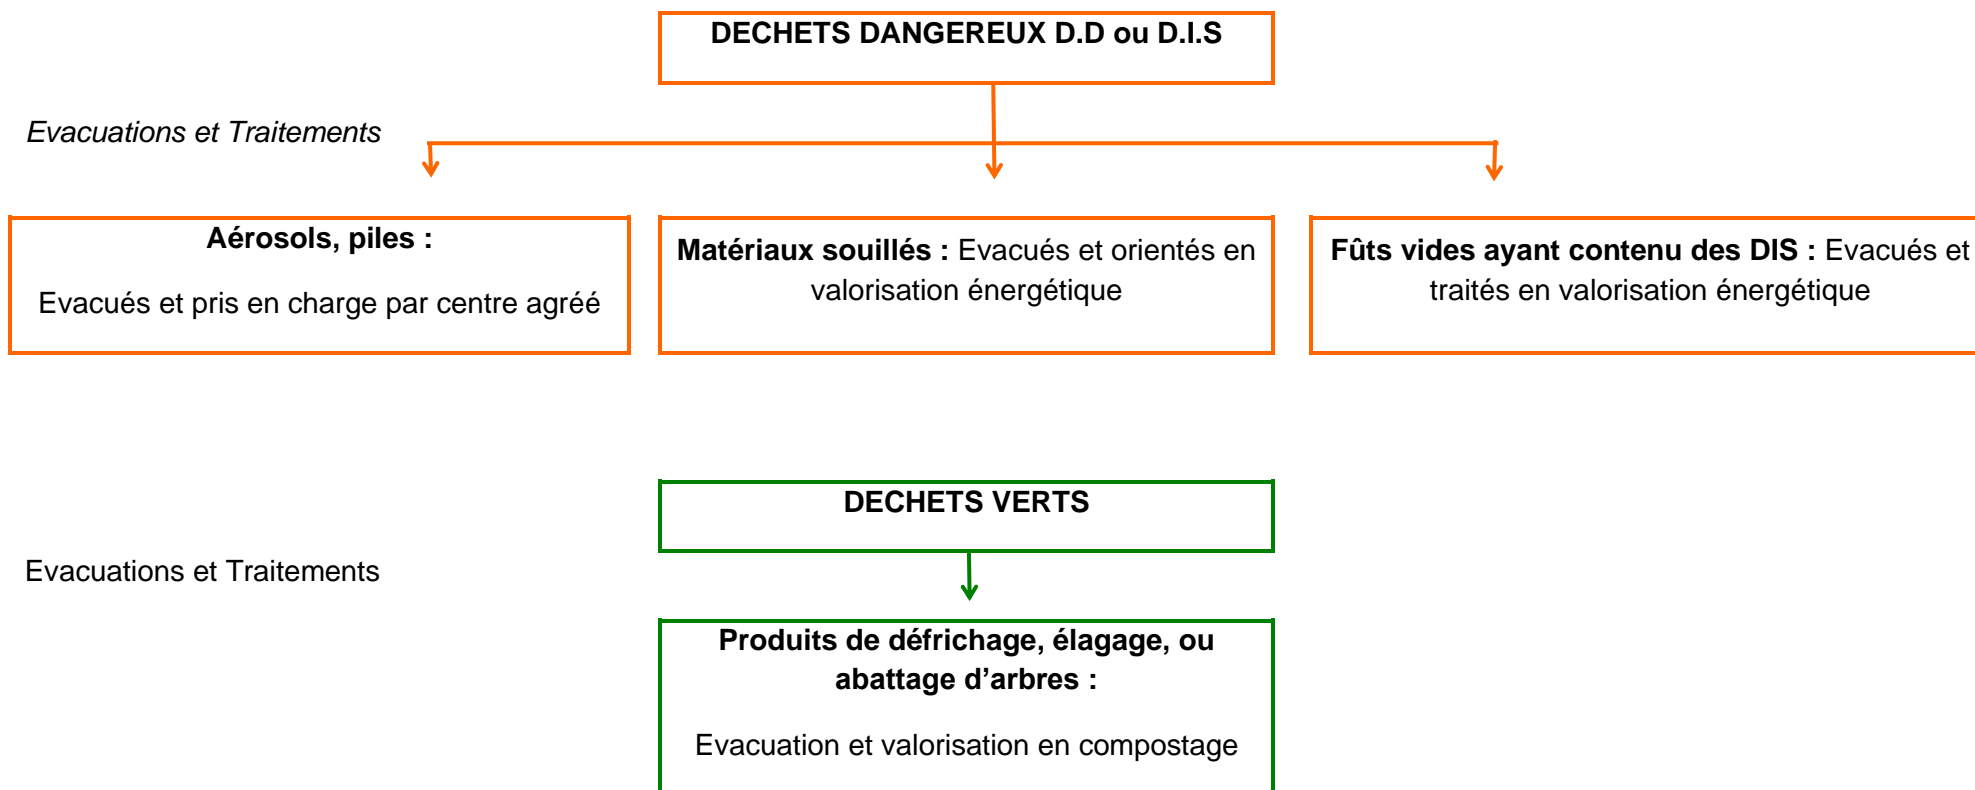 DECHETS DANGEREUX D.D ou D.I.S
Evacuations et Traitements
Aérosols, piles :
Evacués et pris en charge par centre agréé
Matériaux souillés : Evacués et orientés en
valorisation énergétique
Fûts vides ayant contenu des DIS : Evacués et
traités en valorisation énergétique
DECHETS VERTS
Evacuations et Traitements
Produits de défrichage, élagage, ou
abattage d’arbres :
Evacuation et valorisation en compostage